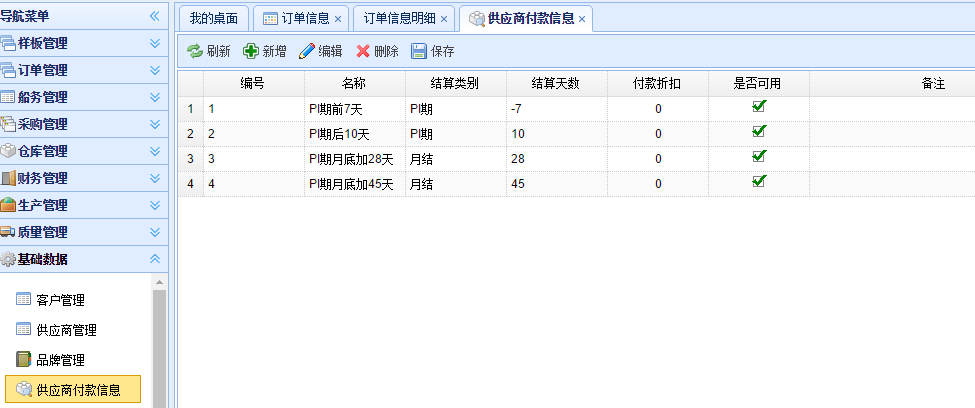 导航菜单
样板管理
订单管理
船务管理
采购管理
仓库管理
财务管理
生产管理
质量管理
基础数据
客户管理
供应商管理
品牌管理
供应商付款信息
我的桌面 订单信息 订单信息明细 供应商付款信息
刷新 新增 编辑 删除 保存
编号 名称 结算类别 结算天数 付款折扣 是否可用 备注
1 1 PI期前7天 PI期 -7 0
2 2 PI期后10天 PI期 10 0
3 3 PI期月底加28天 月结 28 0
4 4 PI期月底加45天 月结 45 0